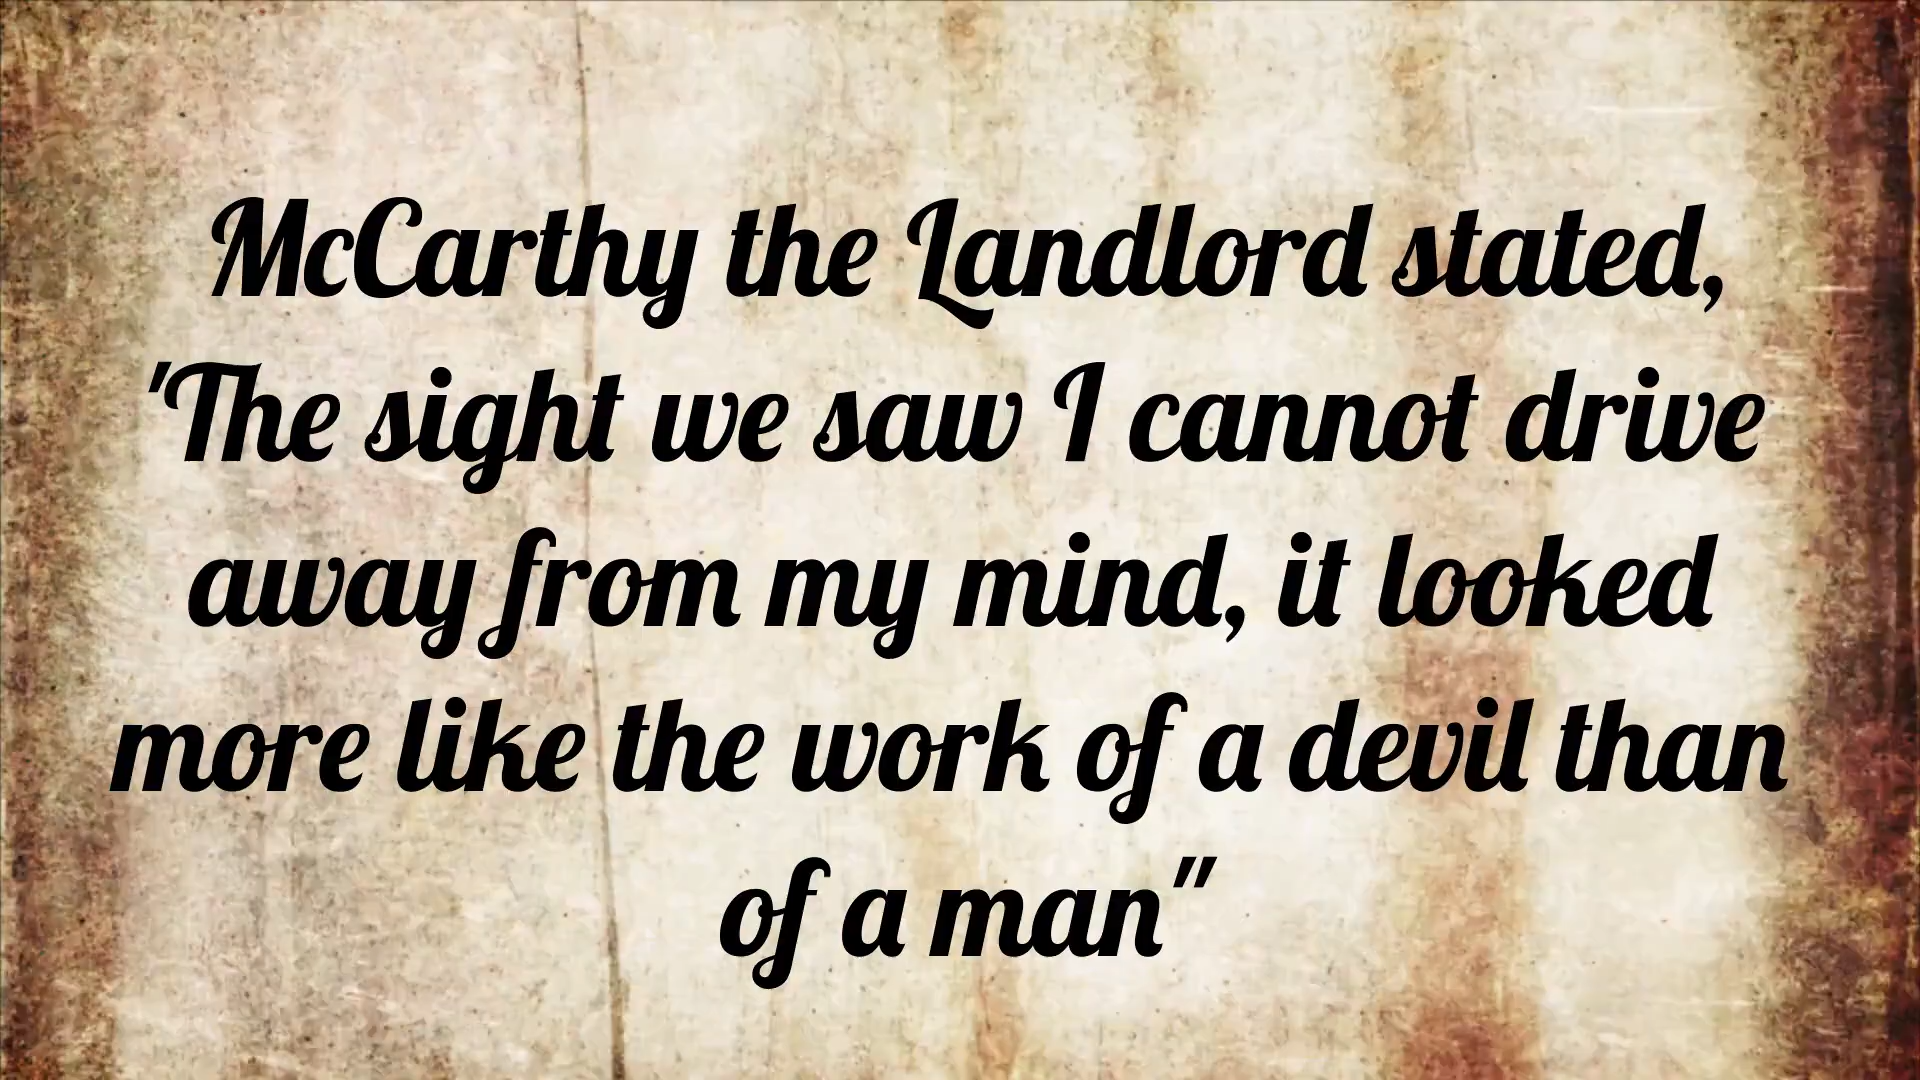 McCarthy the Landlord stated,
'The sight we saw I cannot drive
away from my mind, it looked
more like the work of a devil than
of a man"